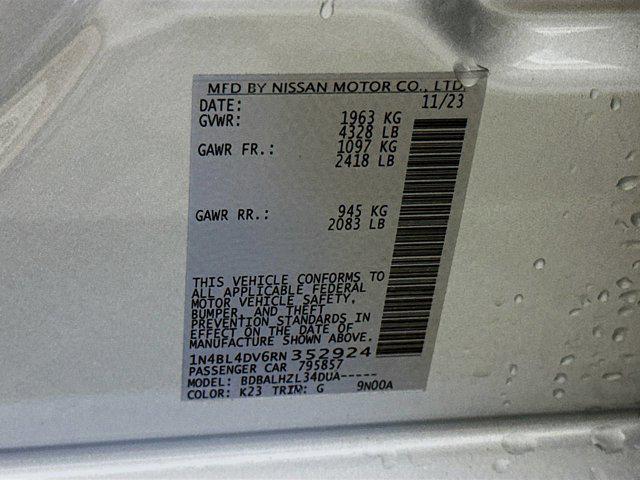 MFD BY NISSAN MOTOR CO., LTD.
DATE: 11/23
GVWR: 1963 KG
4328 LB
GAWR FR.: 1097 KG
2418 LB
GAWR RR.: 945 KG
2083 LB
THIS VEHICLE CONFORMS TO
ALL APPLICABLE FEDERAL
MOTOR VEHICLE SAFETY,
BUMPER, AND THEFT
PREVENTION STANDARDS IN
EFFECT ON THE DATE OF
MANUFACTURE SHOWN ABOVE.
1N4BL4DV6RN352924
PASSENGER CAR 795857
MODEL: BDBALHZL34DUA-----
COLOR: K23 TRIM: G 9N00A